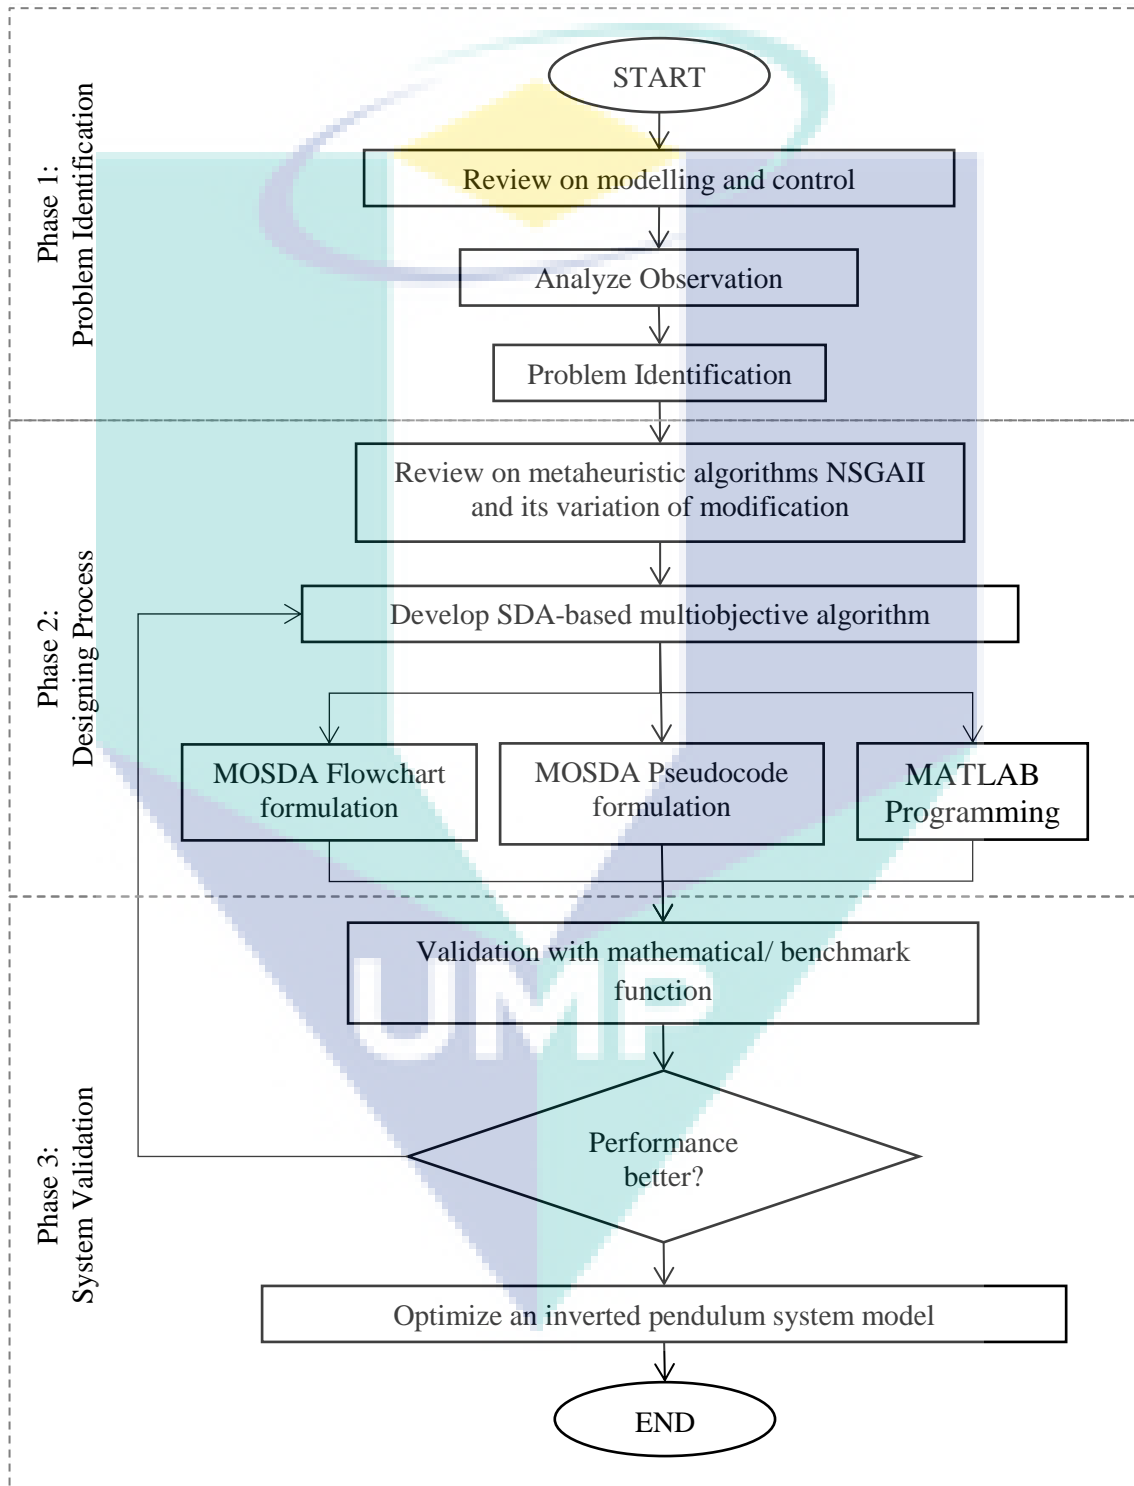 START
Phase 1:
Problem Identification
Review on modelling and control
Analyze Observation
Problem Identification
Review on metaheuristic algorithms NSGAII
and its variation of modification
Phase 2:
Designing Process
Develop SDA-based multiobjective algorithm
MOSDA Flowchart
formulation
MOSDA Pseudocode
formulation
MATLAB
Programming
Validation with mathematical/ benchmark
function
UMP
Phase 3:
System Validation
Performance
better?
Optimize an inverted pendulum system model
END